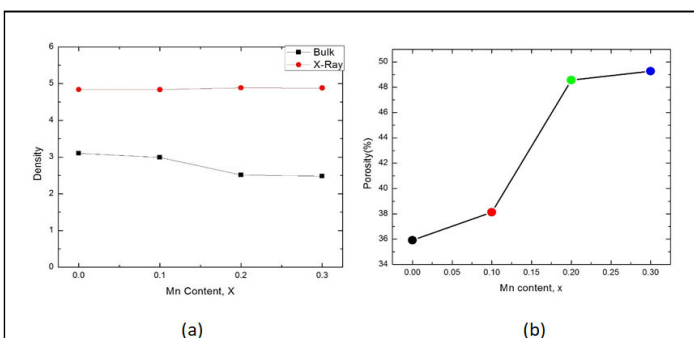 6
5
4
3
2
1
0
Density
0.0 0.1 0.2 0.3
Mn Content, X
Bulk
X-Ray
(a)
50
48
46
44
42
40
38
36
34
Porosity(%)
0.00 0.05 0.10 0.15 0.20 0.25 0.30
Mn content, x
(b)